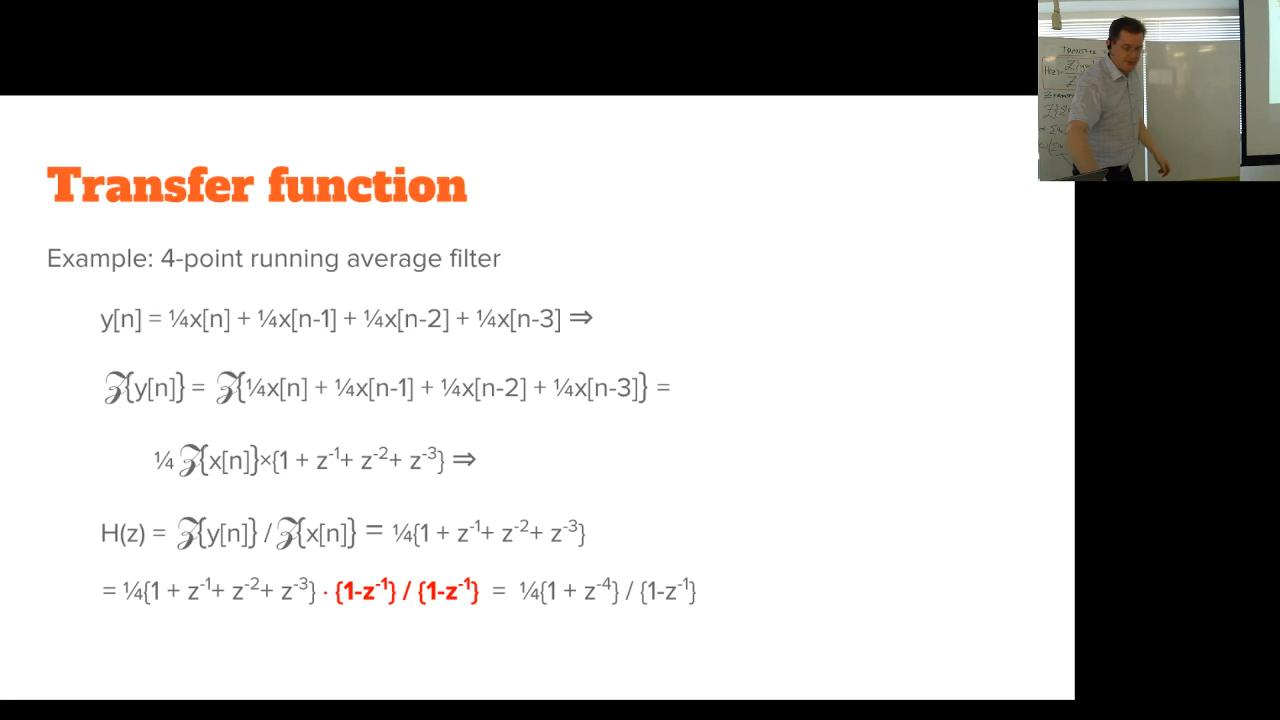 Transfer function
Example: 4-point running average filter
y[n] = ¼x[n] + ¼x[n-1] + ¼x[n-2] + ¼x[n-3] ⇒
𝒵{y[n]} = 𝒵{¼x[n] + ¼x[n-1] + ¼x[n-2] + ¼x[n-3]} =
¼ 𝒵{x[n]}×{1 + z⁻¹+ z⁻²+ z⁻³} ⇒
H(z) = 𝒵{y[n]} / 𝒵{x[n]} = ¼{1 + z⁻¹+ z⁻²+ z⁻³}
= ¼{1 + z⁻¹+ z⁻²+ z⁻³} · {1-z⁻¹} / {1-z⁻¹} = ¼{1 + z⁻⁴} / {1-z⁻¹}
TRANSFER
H(z)=